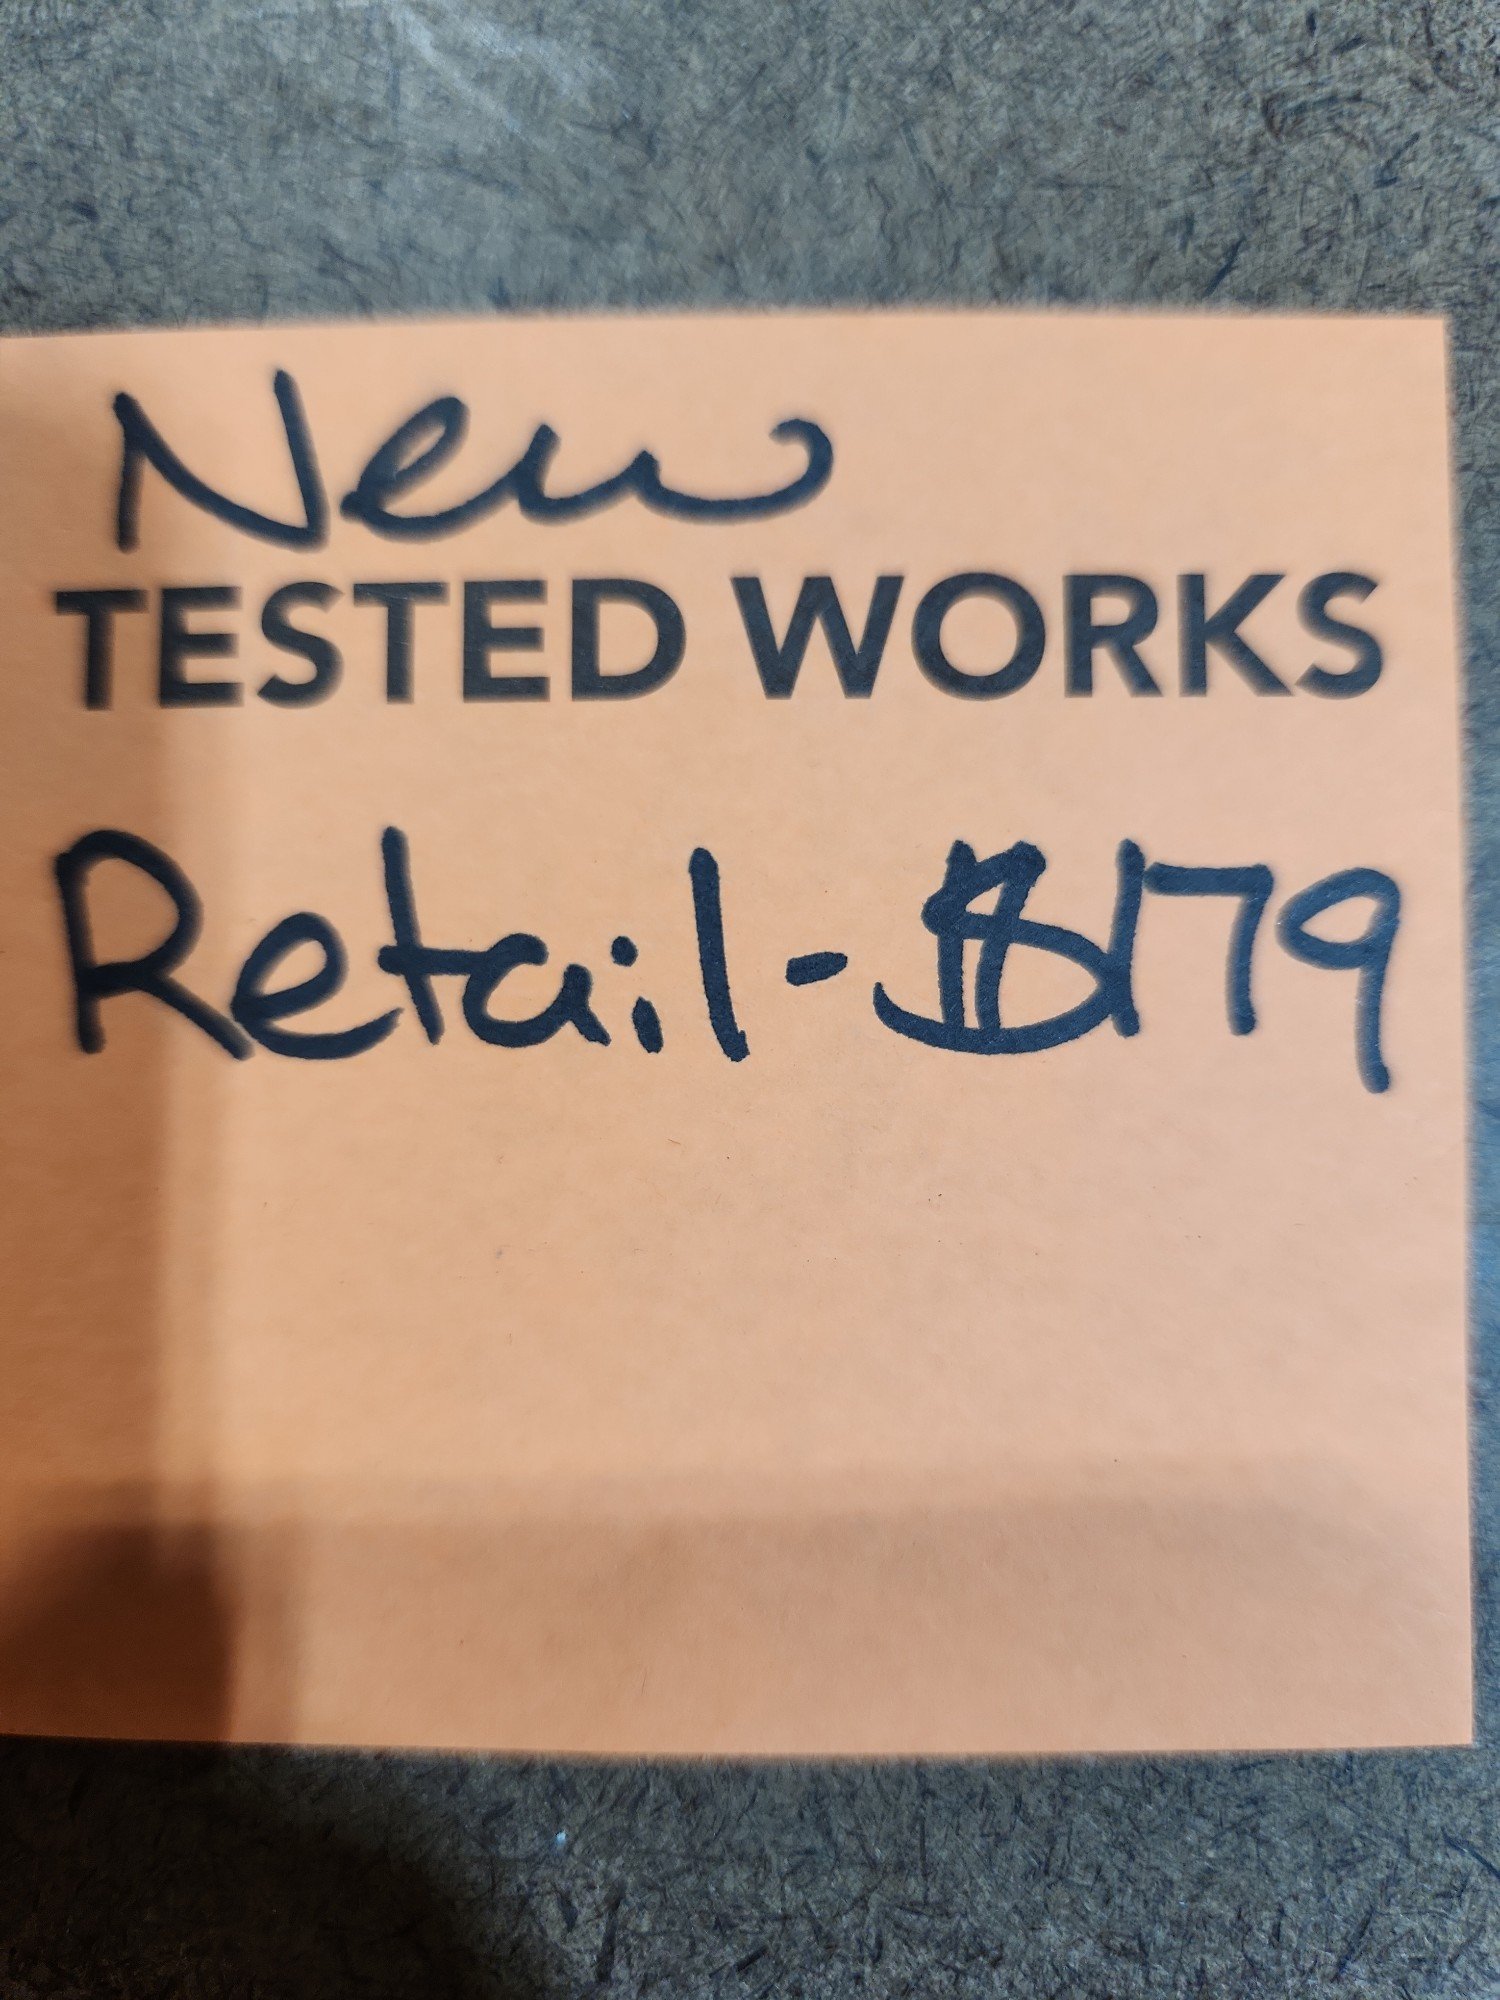 New
TESTED WORKS
Retail - $179